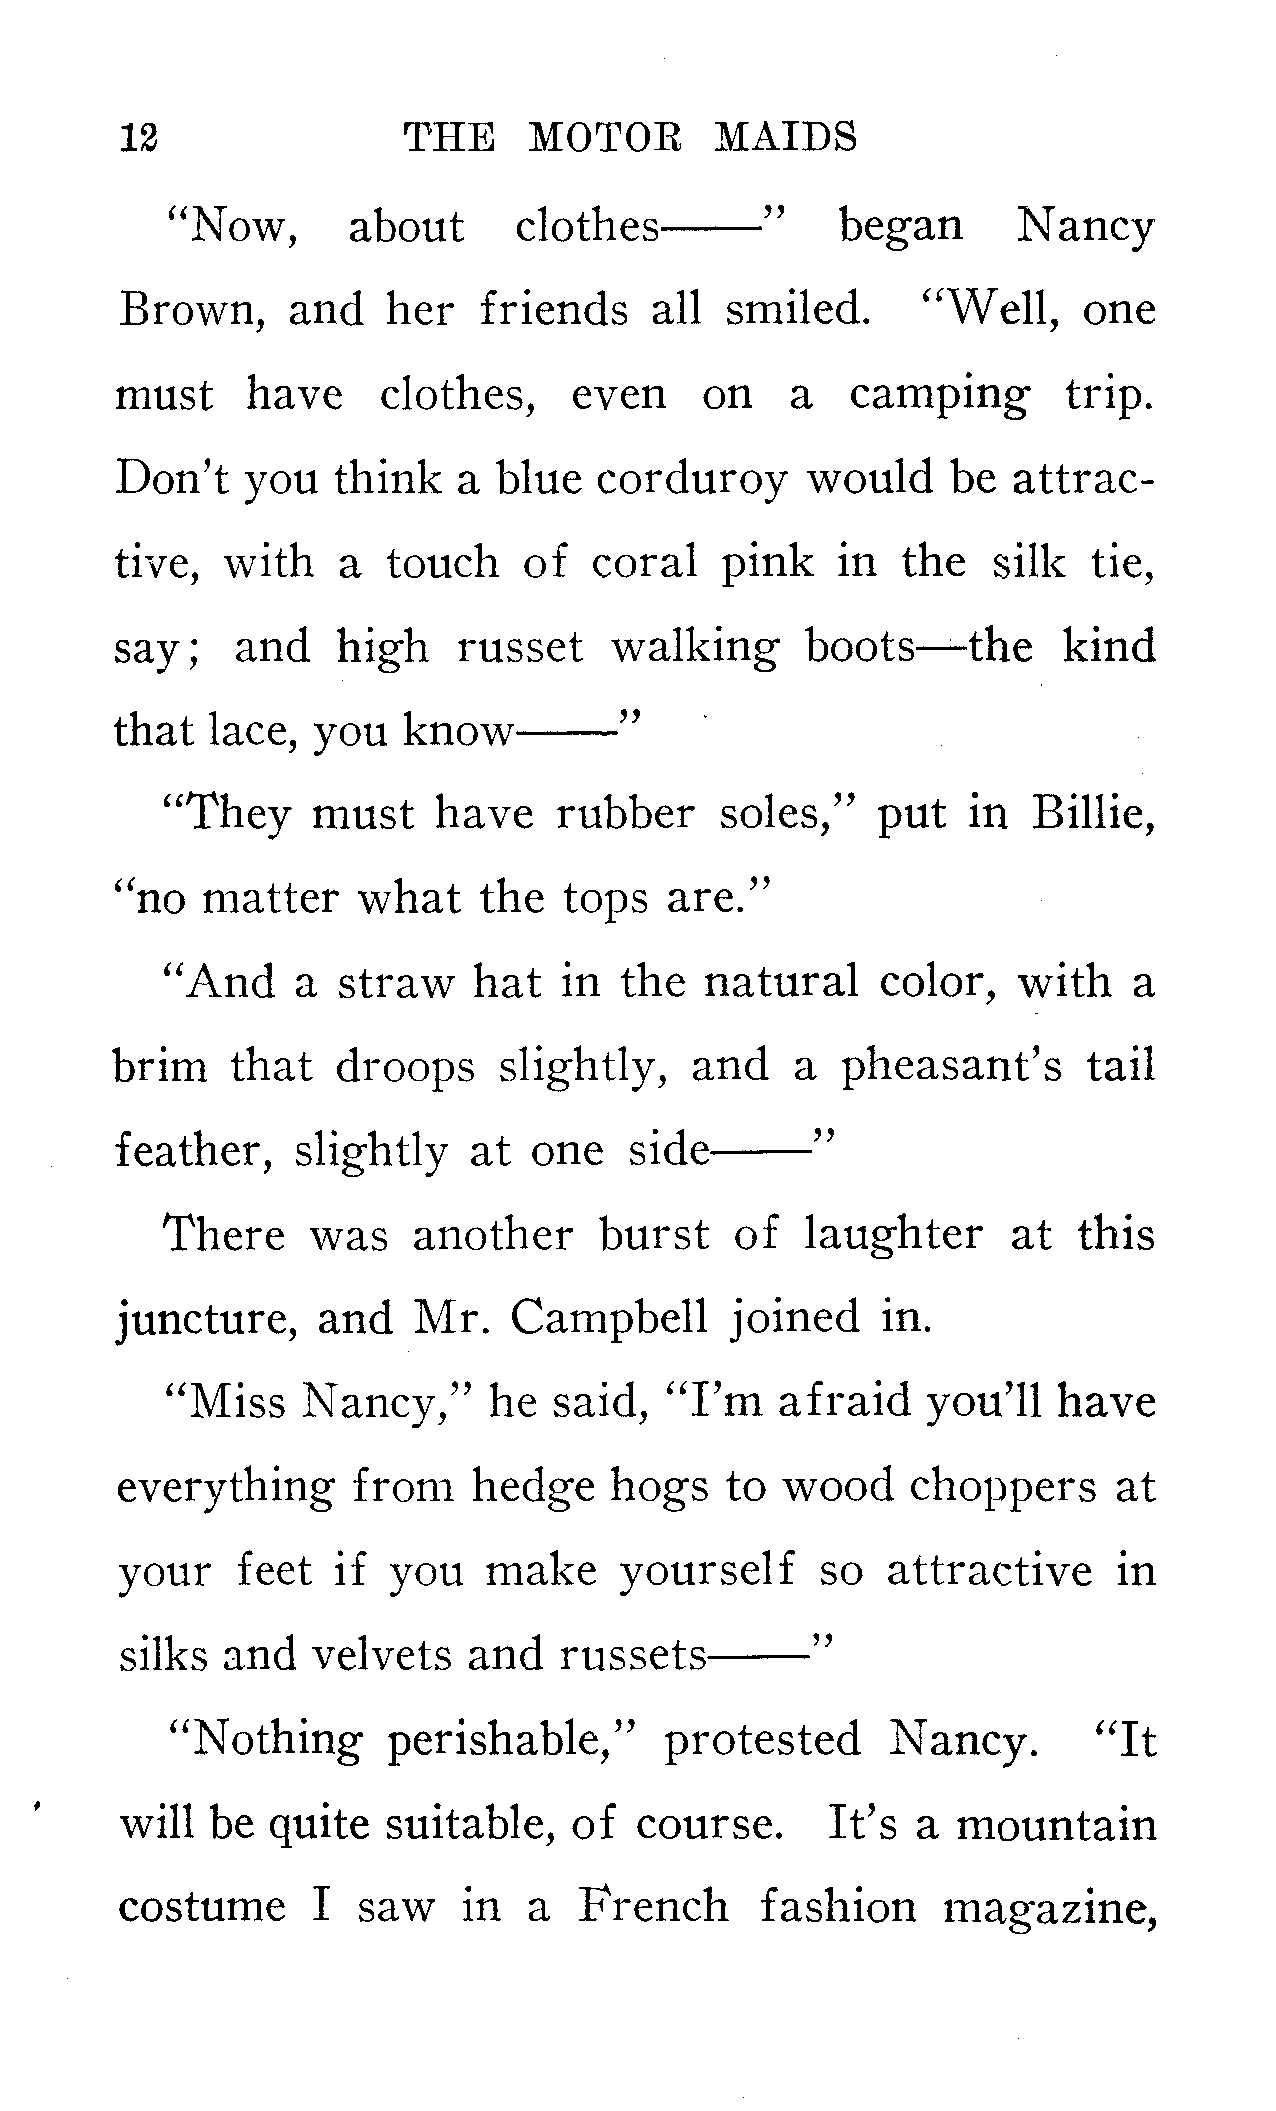 12 THE MOTOR MAIDS
“Now, about clothes——” began Nancy
Brown, and her friends all smiled. “Well, one
must have clothes, even on a camping trip.
Don’t you think a blue corduroy would be attrac-
tive, with a touch of coral pink in the silk tie,
say; and high russet walking boots—the kind
that lace, you know——”
“They must have rubber soles,” put in Billie,
“no matter what the tops are.”
“And a straw hat in the natural color, with a
brim that droops slightly, and a pheasant’s tail
feather, slightly at one side——”
There was another burst of laughter at this
juncture, and Mr. Campbell joined in.
“Miss Nancy,” he said, “I’m afraid you’ll have
everything from hedge hogs to wood choppers at
your feet if you make yourself so attractive in
silks and velvets and russets——”
“Nothing perishable,” protested Nancy. “It
will be quite suitable, of course. It’s a mountain
costume I saw in a French fashion magazine,